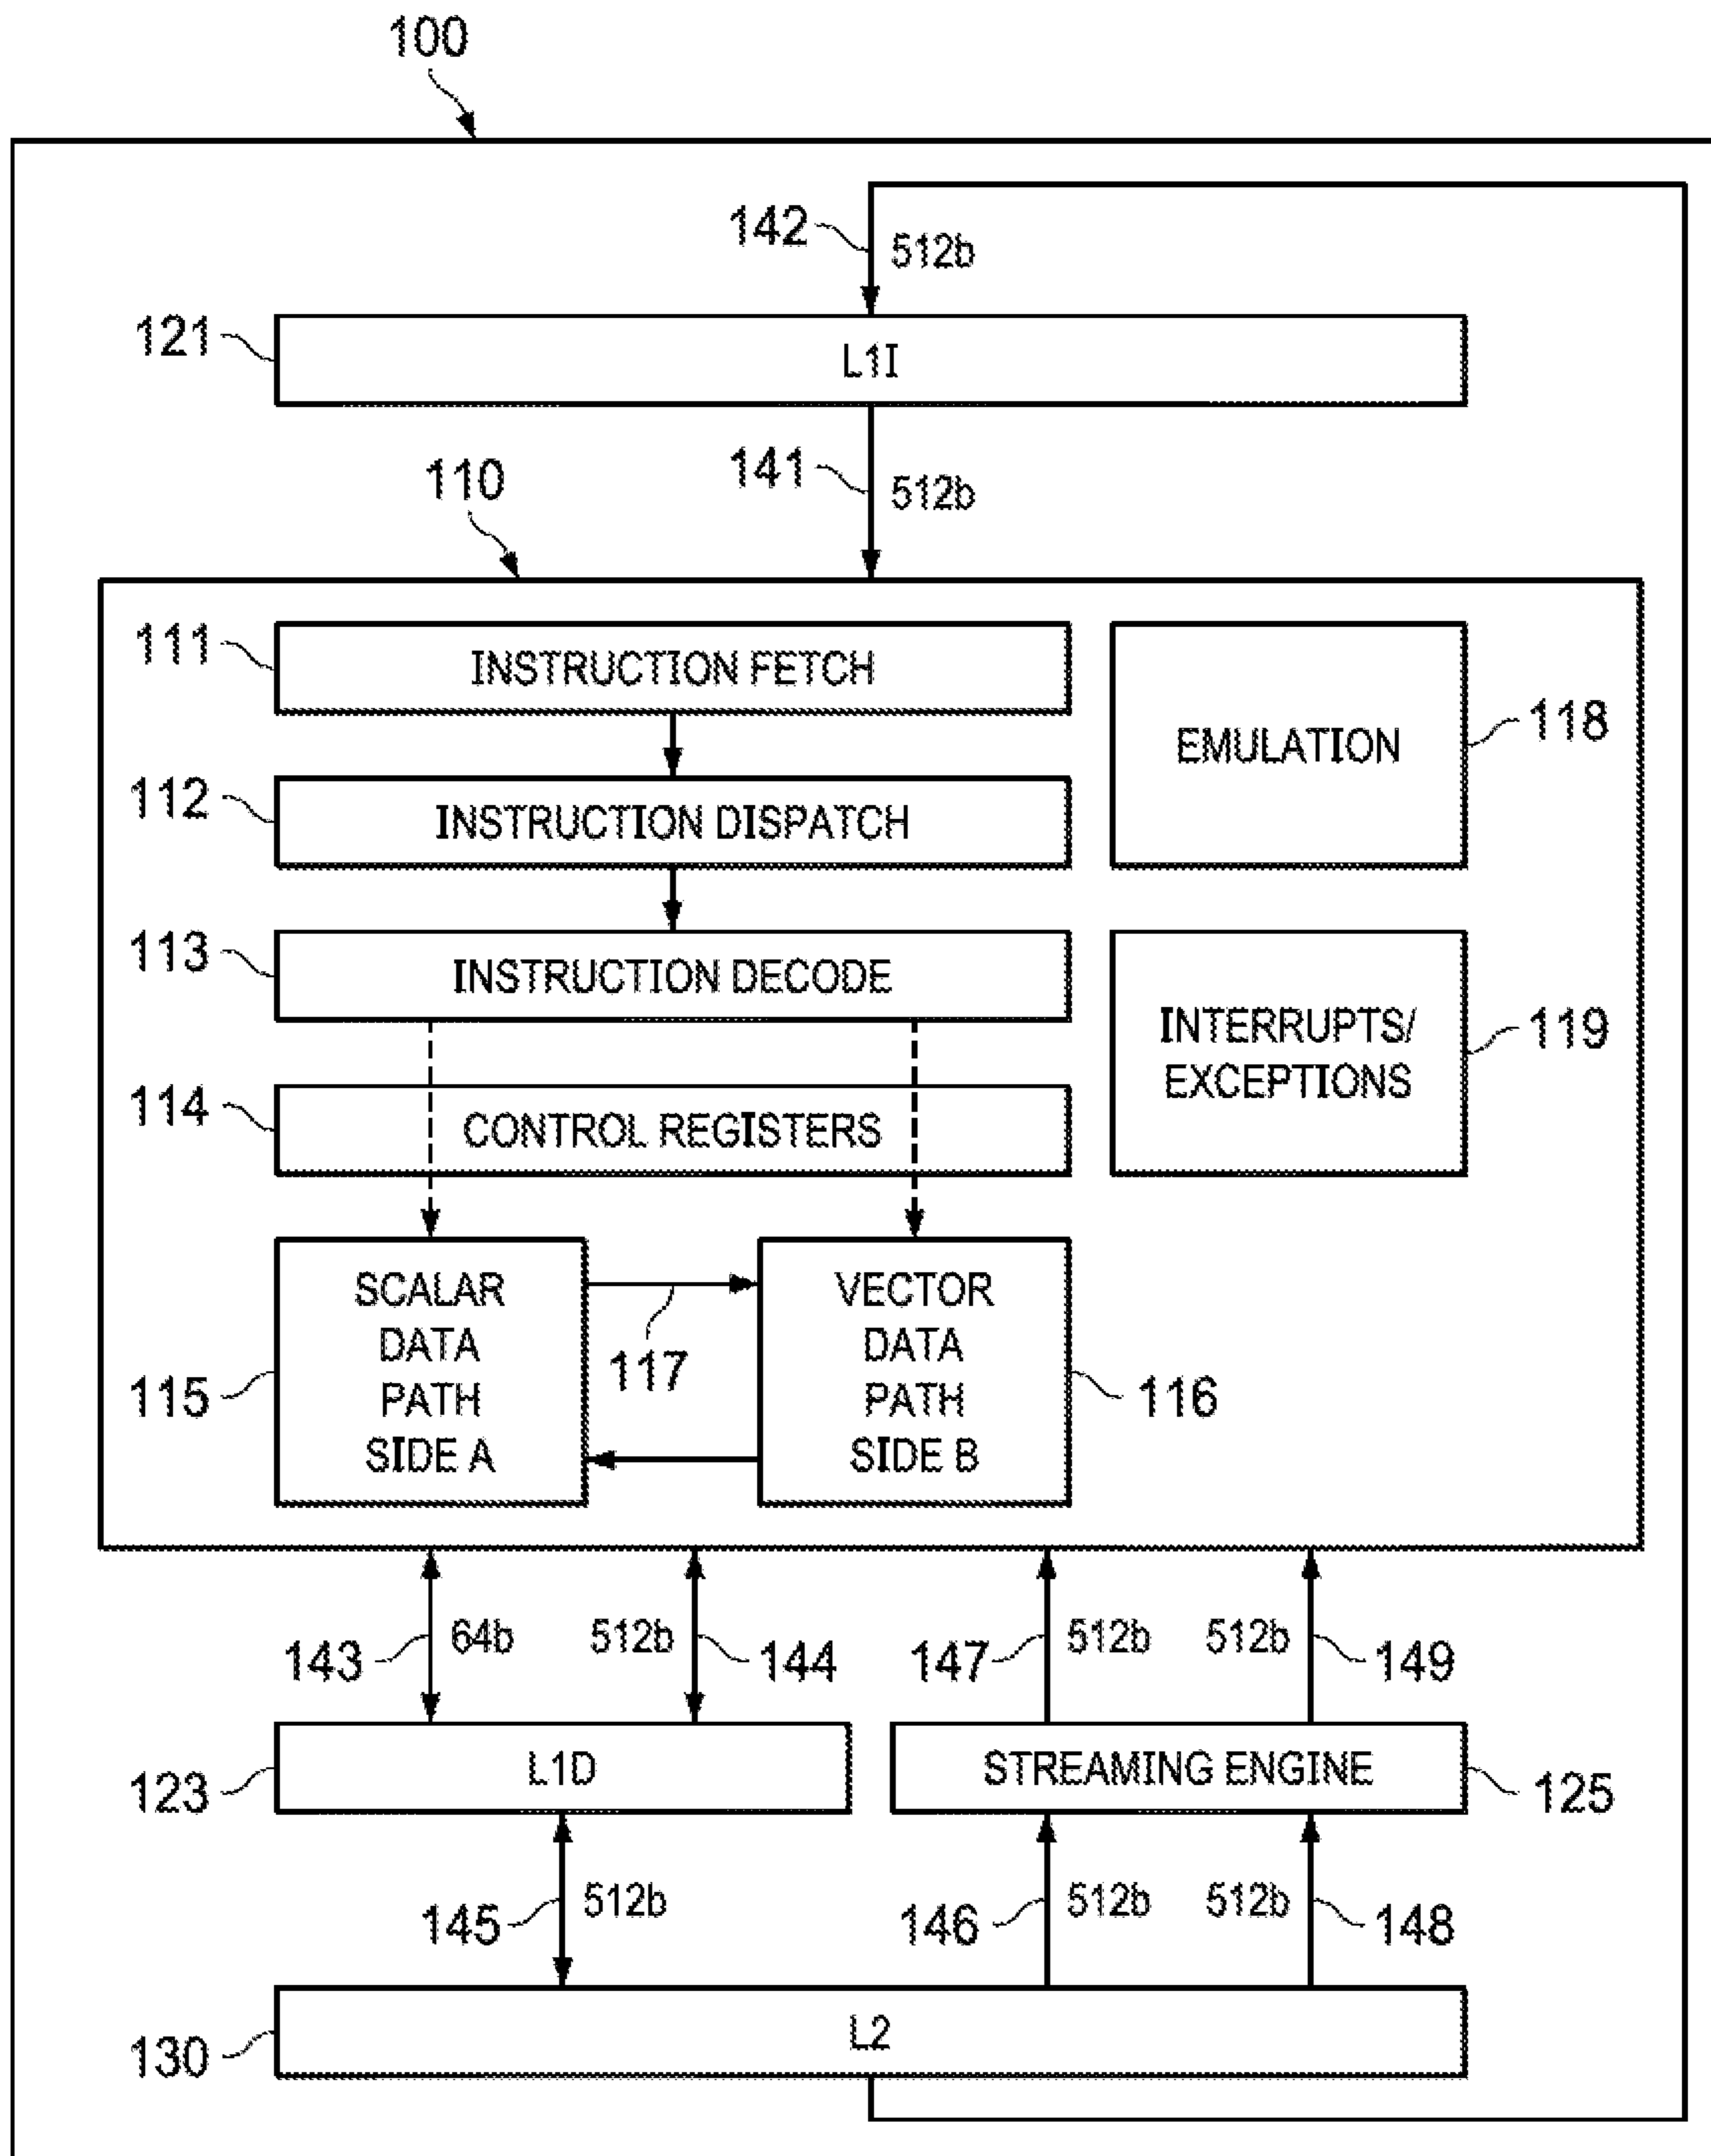 100
142
512b
121
L1I
141
512b
110
111
INSTRUCTION FETCH
EMULATION
118
112
INSTRUCTION DISPATCH
113
INSTRUCTION DECODE
INTERRUPTS/
EXCEPTIONS
119
114
CONTROL REGISTERS
115
SCALAR
DATA
PATH
SIDE A
117
VECTOR
DATA
PATH
SIDE B
116
143
64b
512b
144
147
512b
512b
149
123
L1D
STREAMING ENGINE
125
145
512b
146
512b
512b
148
130
L2